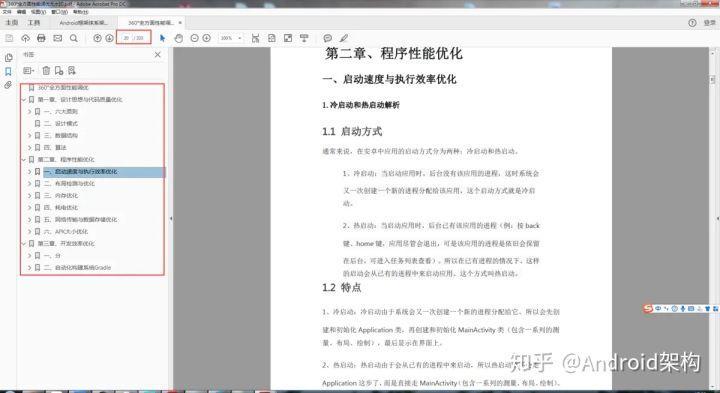 360°全方面性能调优无水印.pdf - Adobe Acrobat Pro DC
文件 编辑 视图 窗口 帮助
主页 工具 Android框架体系架... 360°全方面性能调... × 登录
20 / 320 100%
书签
360°全方面性能调优
第一章、设计思想与代码质量优化
一、六大原则
二、设计模式
三、数据结构
四、算法
第二章、程序性能优化
一、启动速度与执行效率优化
二、布局检测与优化
三、内存优化
四、耗电优化
五、网络传输与数据存储优化
六、APK大小优化
第三章、开发效率优化
一、分
二、自动化构建系统Gradle
第二章、程序性能优化
一、启动速度与执行效率优化
1. 冷启动和热启动解析
1.1 启动方式
通常来说，在安卓中应用的启动方式分为两种：冷启动和热启动。
1、冷启动：当启动应用时，后台没有该应用的进程，这时系统会
又一次创建一个新的进程分配给该应用，这个启动方式就是冷启
动。
2、热启动：当启动应用时，后台已有该应用的进程（例：按 back
键、home 键，应用尽管会退出，可是该应用的进程是依旧会保留
在后台，可进入任务列表查看），所以在已有进程的情况下，这样
的启动会从已有的进程中来启动应用，这个方式叫热启动。
1.2 特点
1、冷启动：冷启动由于系统会又一次创建一个新的进程分配给它，所以会先创
建和初始化 Application 类，再创建和初始化 MainActivity 类（包含一系列的测
量、布局、绘制），最后显示在界面上。
2、热启动：热启动由于会从已有的进程中来启动，所以热启动
Application 这步了，而是直接走 MainActivity（包含一系列的测量、布局、绘制），
知乎 @Android架构